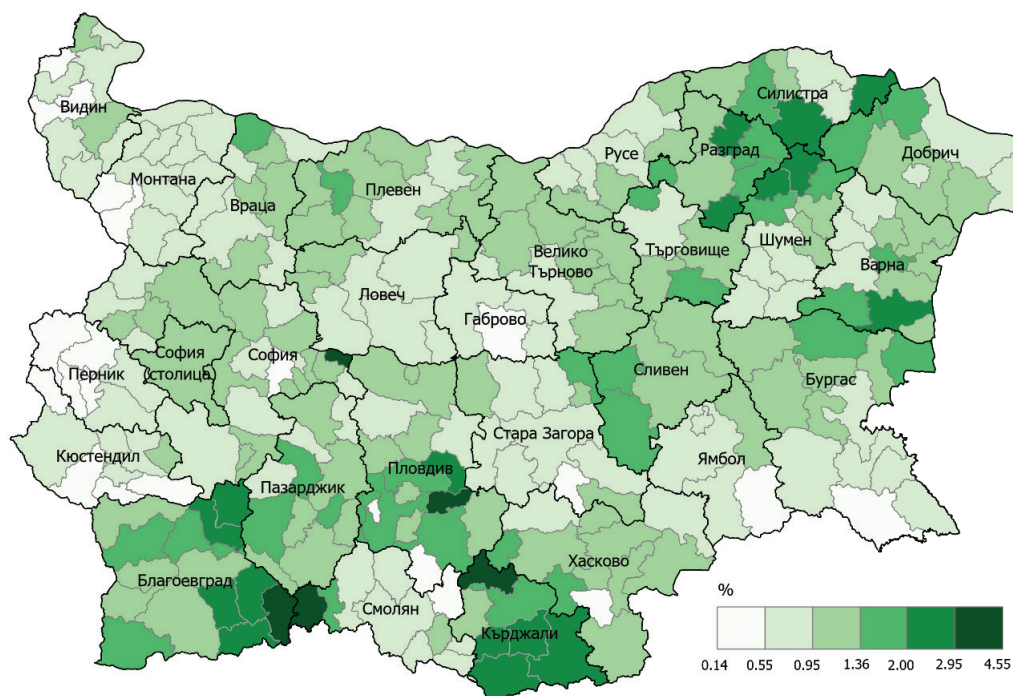 Видин
Монтана
Враца
Плевен
Русе
Силистра
Разград
Добрич
Велико
Търново
Търговище
Шумен
Варна
Ловеч
Габрово
София
(столица)
София
Перник
Сливен
Бургас
Кюстендил
Стара Загора
Ямбол
Пловдив
Пазарджик
Хасково
Благоевград
Смолян
Кърджали
%
0.14 0.55 0.95 1.36 2.00 2.95 4.55